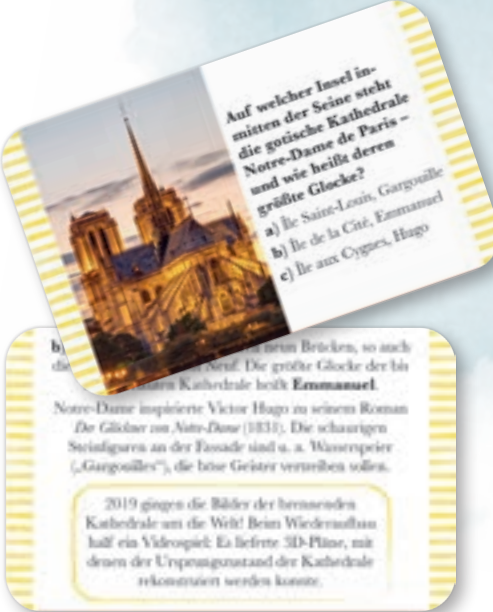 Auf welcher Insel in-
mitten der Seine steht
die gotische Kathedrale
Notre-Dame de Paris –
und wie heißt deren
größte Glocke?
a) Île Saint-Louis, Gargouille
b) Île de la Cité, Emmanuel
c) Île aux Cygnes, Hugo
b) neun Brücken, so auch
Neuf. Die größte Glocke der bis
Kathedrale heißt Emmanuel.
Notre-Dame inspirierte Victor Hugo zu seinem Roman
Der Glöckner von Notre-Dame (1831). Die schaurigen
Steinfiguren an der Fassade sind u. a. Wasserspeier
(„Gargouilles“), die böse Geister vertreiben sollen.
2019 gingen die Bilder der brennenden
Kathedrale um die Welt! Beim Wiederaufbau
half ein Videospiel: Es lieferte 3D-Pläne, mit
denen der Ursprungszustand der Kathedrale
rekonstruiert werden konnte.